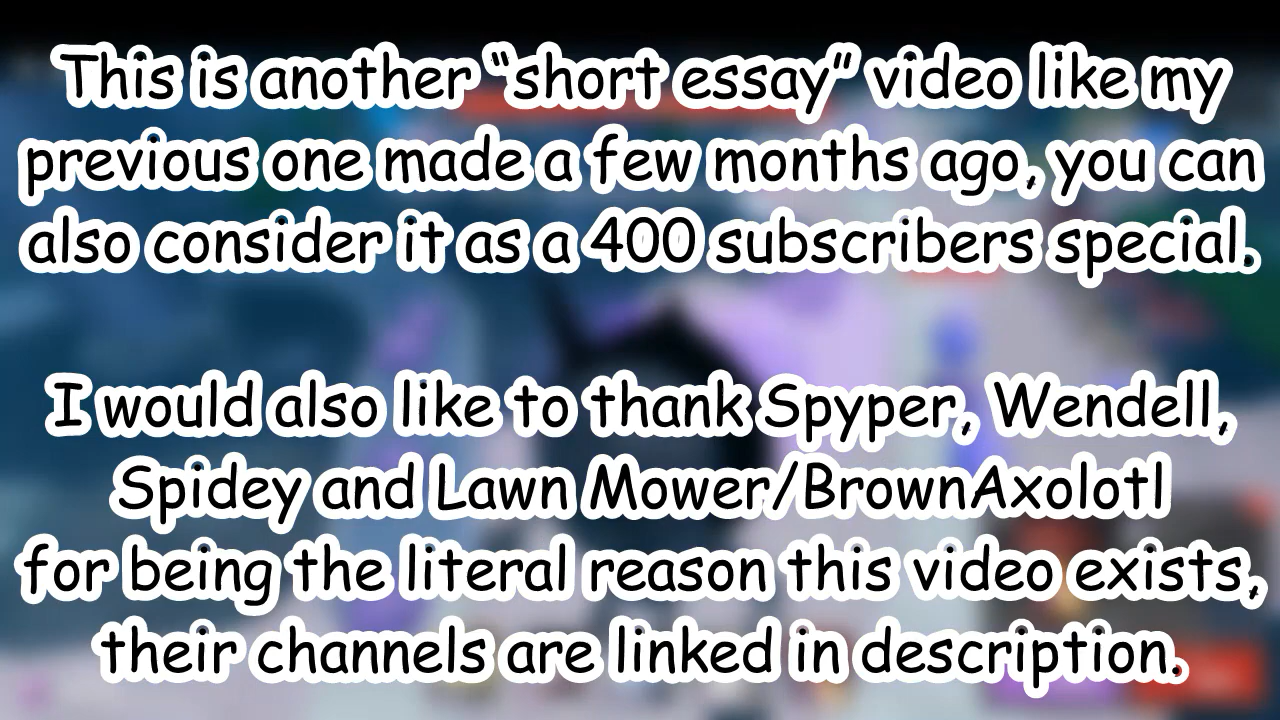 This is another “short essay” video like my
previous one made a few months ago, you can
also consider it as a 400 subscribers special.
I would also like to thank Spyper, Wendell,
Spidey and Lawn Mower/BrownAxolotl
for being the literal reason this video exists,
their channels are linked in description.